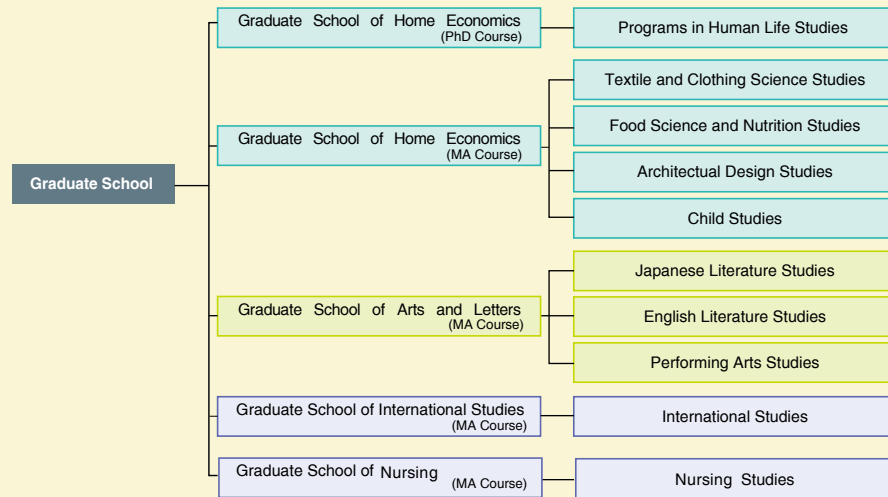 Graduate School
Graduate School of Home Economics
(PhD Course)
Programs in Human Life Studies
Graduate School of Home Economics
(MA Course)
Textile and Clothing Science Studies
Food Science and Nutrition Studies
Architectual Design Studies
Child Studies
Graduate School of Arts and Letters
(MA Course)
Japanese Literature Studies
English Literature Studies
Performing Arts Studies
Graduate School of International Studies
(MA Course)
International Studies
Graduate School of Nursing
(MA Course)
Nursing Studies